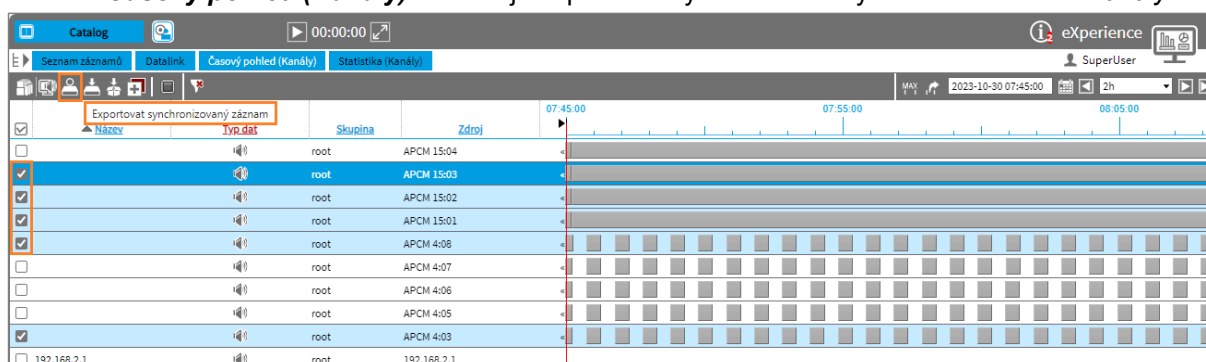 Časový pohled (Kanály)
Catalog 00:00:00 eXperience
Seznam záznamů Datalink Časový pohled (Kanály) Statistika (Kanály) SuperUser
MAX 2023-10-30 07:45:00 2h
Exportovat synchronizovaný záznam
07:45:00 07:55:00 08:05:00
Název Typ dat Skupina Zdroj
root APCM 15:04
root APCM 15:03
root APCM 15:02
root APCM 15:01
root APCM 4:08
root APCM 4:07
root APCM 4:06
root APCM 4:05
root APCM 4:03
192.168.2.1 root 192.168.2.1